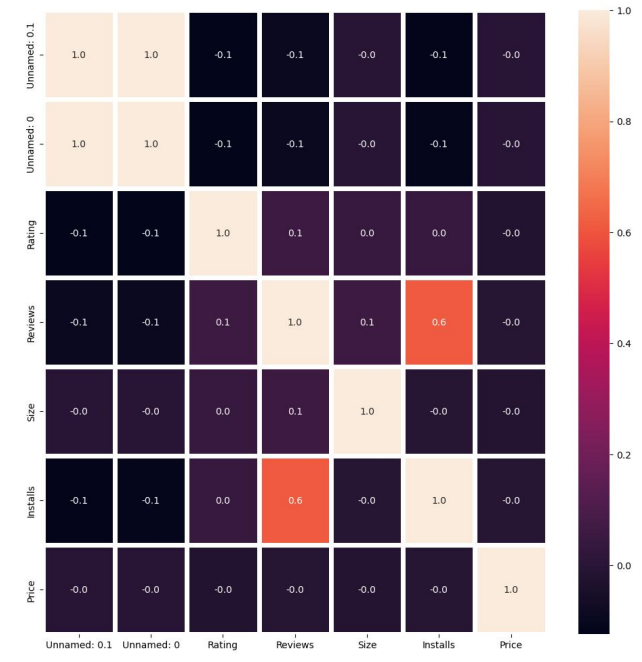 Unnamed: 0.1
1.0 1.0 -0.1 -0.1 -0.0 -0.1 -0.0
Unnamed: 0
1.0 1.0 -0.1 -0.1 -0.0 -0.1 -0.0
Rating
-0.1 -0.1 1.0 0.1 0.0 0.0 -0.0
Reviews
-0.1 -0.1 0.1 1.0 0.1 0.6 -0.0
Size
-0.0 -0.0 0.0 0.1 1.0 -0.0 -0.0
Installs
-0.1 -0.1 0.0 0.6 -0.0 1.0 -0.0
Price
-0.0 -0.0 -0.0 -0.0 -0.0 -0.0 1.0
Unnamed: 0.1 Unnamed: 0 Rating Reviews Size Installs Price
1.0
0.8
0.6
0.4
0.2
0.0